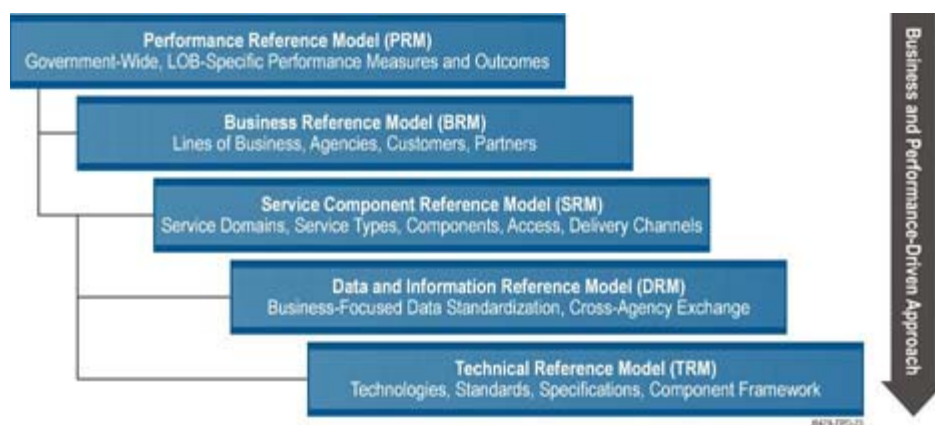 Performance Reference Model (PRM)
Government-Wide, LOB-Specific Performance Measures and Outcomes
Business Reference Model (BRM)
Lines of Business, Agencies, Customers, Partners
Service Component Reference Model (SRM)
Service Domains, Service Types, Components, Access, Delivery Channels
Data and Information Reference Model (DRM)
Business-Focused Data Standardization, Cross-Agency Exchange
Technical Reference Model (TRM)
Technologies, Standards, Specifications, Component Framework
Business and Performance-Driven Approach